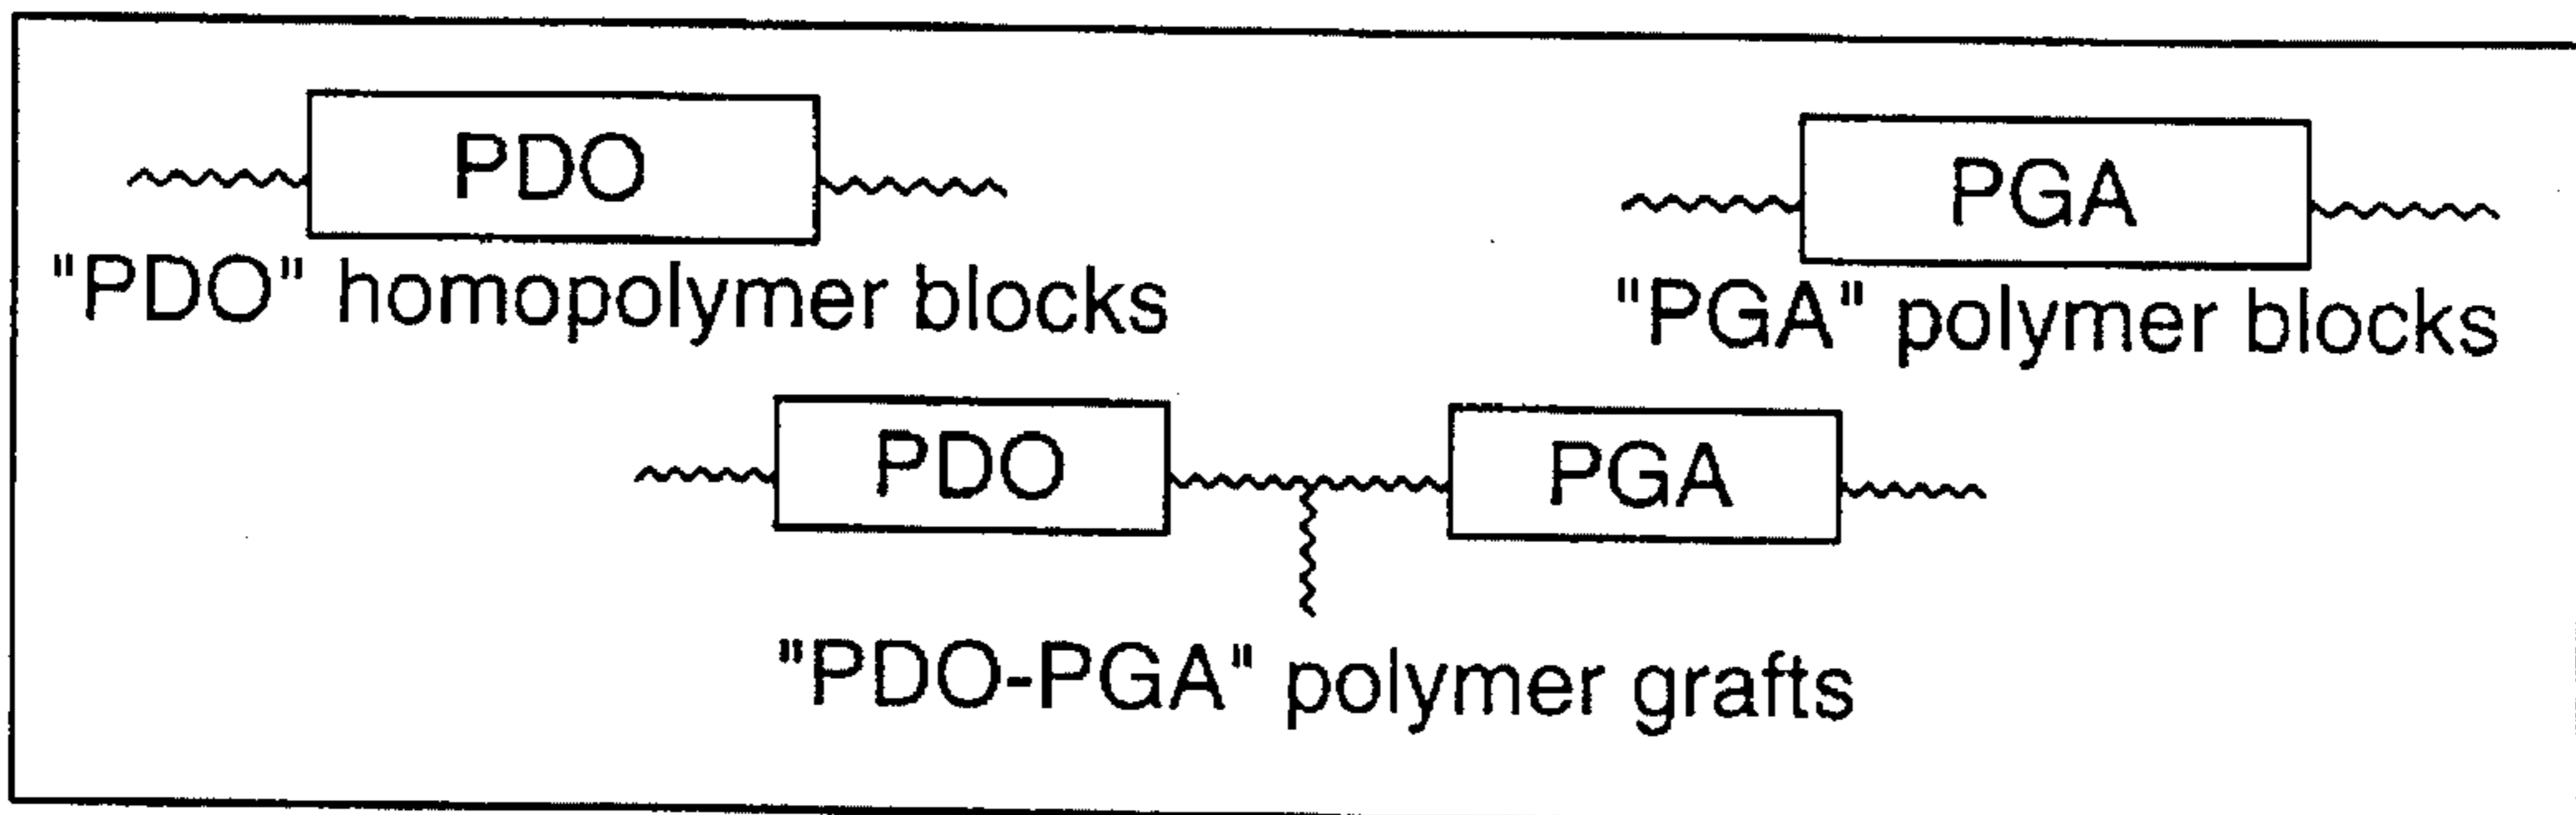 PDO
PGA
"PDO" homopolymer blocks
"PGA" polymer blocks
PDO
PGA
"PDO-PGA" polymer grafts